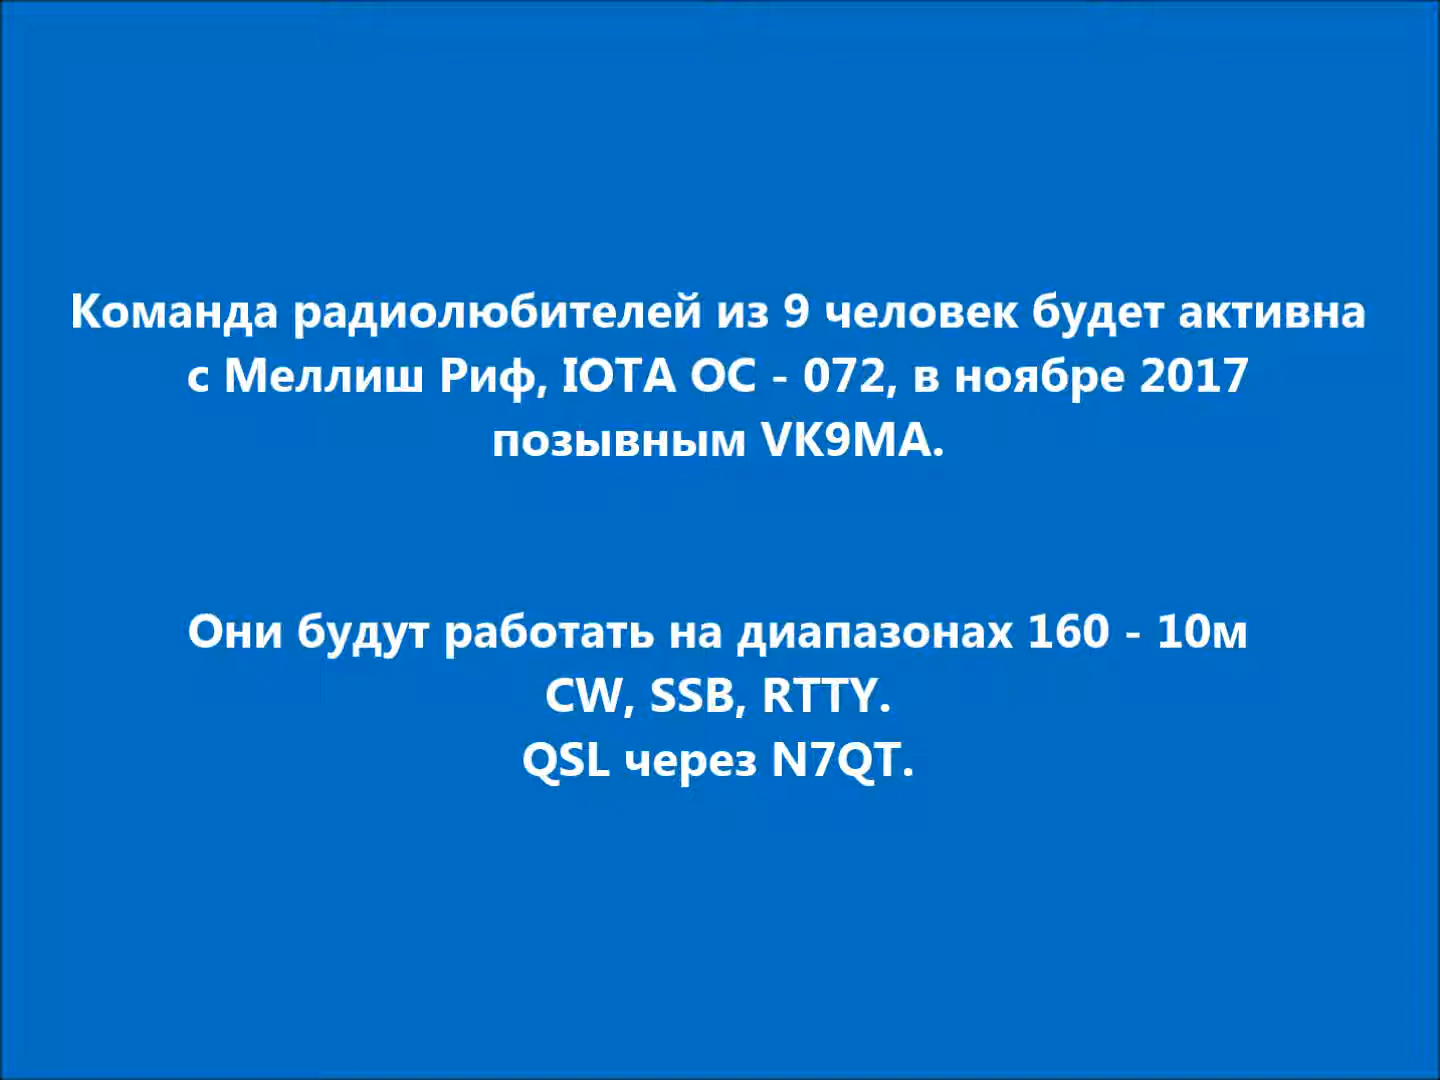 Команда радиолюбителей из 9 человек будет активна
с Меллиш Риф, IOTA OC - 072, в ноябре 2017
позывным VK9MA.
Они будут работать на диапазонах 160 - 10м
CW, SSB, RTTY.
QSL через N7QT.